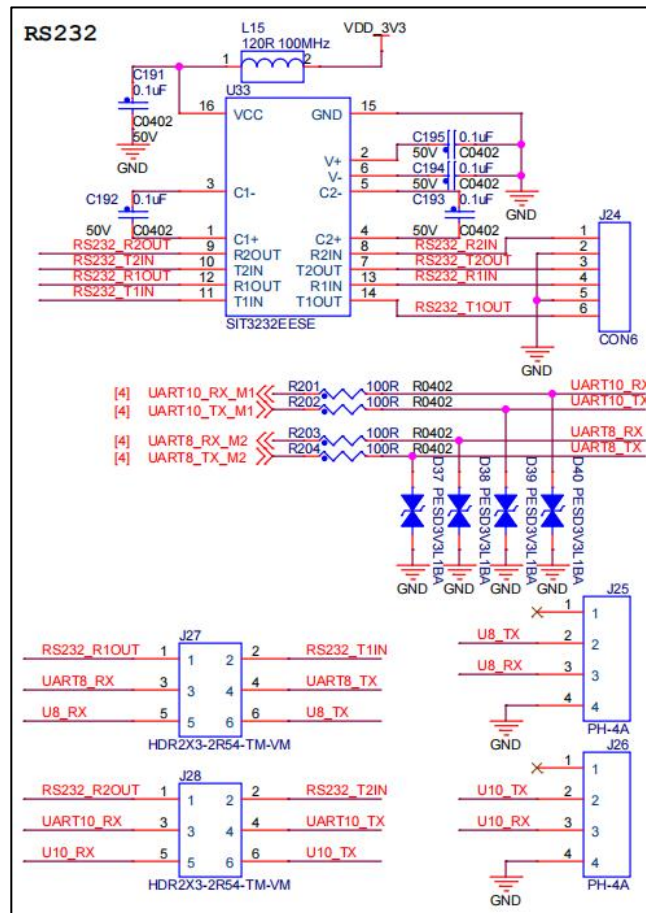 RS232
L15
VDD_3V3
120R 100MHz
1 2
C191
0.1uF
C0402
50V
GND
U33
16 VCC GND 15
V+ 2 C195 0.1uF
50V C0402
V- 6 C194 0.1uF
50V C0402
C192 0.1uF
50V C0402
3 C1- C2- 5 C193 0.1uF
50V C0402
GND
1 C1+ C2+ 4
RS232_R2OUT 9 R2OUT R2IN 8 RS232_R2IN
RS232_T2IN 10 T2IN T2OUT 7 RS232_T2OUT
RS232_R1OUT 12 R1OUT R1IN 13 RS232_R1IN
RS232_T1IN 11 T1IN T1OUT 14 RS232_T1OUT
SIT3232EESE
J24
1
2
3
4
5
6
CON6
GND
[4] UART10_RX_M1 R201 100R R0402 UART10_RX
[4] UART10_TX_M1 R202 100R R0402 UART10_TX
[4] UART8_RX_M2 R203 100R R0402 UART8_RX
[4] UART8_TX_M2 R204 100R R0402 UART8_TX
D37 PESD3V3L1BA
D38 PESD3V3L1BA
D39 PESD3V3L1BA
D40 PESD3V3L1BA
GND GND GND GND
J27
RS232_R1OUT 1 1 2 2 RS232_T1IN
UART8_RX 3 3 4 4 UART8_TX
U8_RX 5 5 6 6 U8_TX
HDR2X3-2R54-TM-VM
J25
1 1
U8_TX 2 2
U8_RX 3 3
4 4
GND
PH-4A
J28
RS232_R2OUT 1 1 2 2 RS232_T2IN
UART10_RX 3 3 4 4 UART10_TX
U10_RX 5 5 6 6 U10_TX
HDR2X3-2R54-TM-VM
J26
1 1
U10_TX 2 2
U10_RX 3 3
4 4
GND
PH-4A